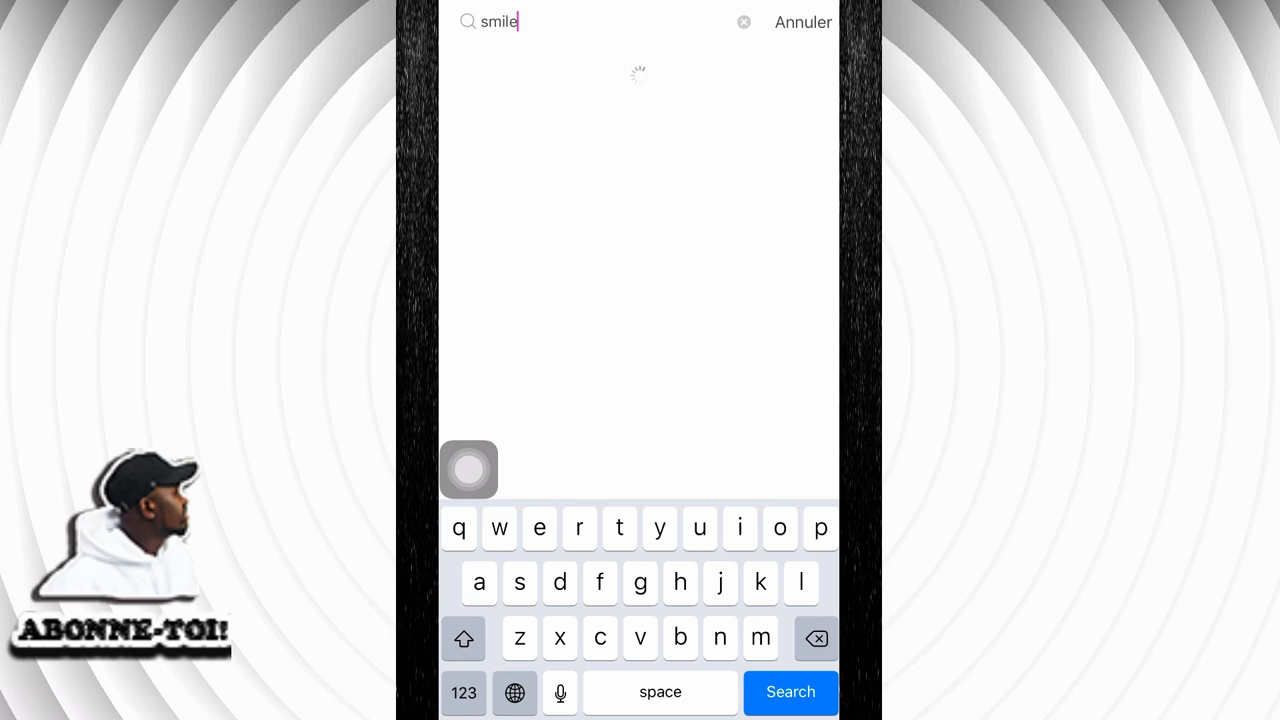 smile Annuler
q w e r t y u i o p
a s d f g h j k l
z x c v b n m
123 space Search
ABONNE-TOI!